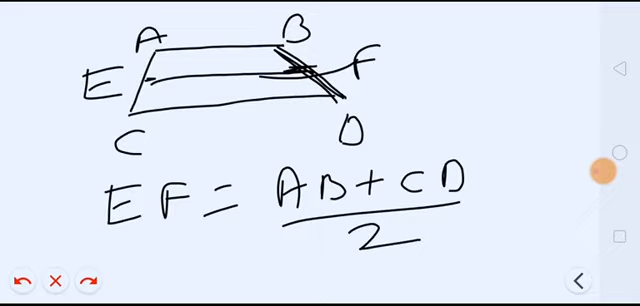 A B
E F
C D
EF = AB + CD
2